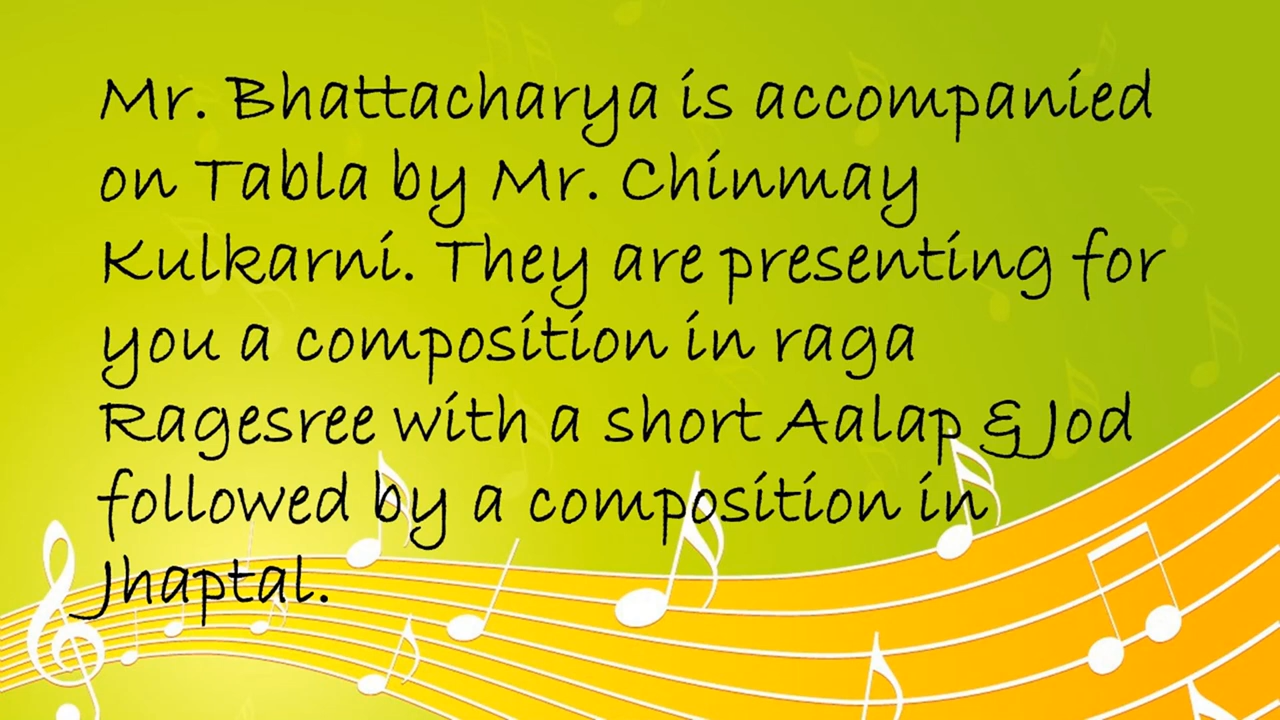 Mr. Bhattacharya is accompanied
on Tabla by Mr. Chinmay
Kulkarni. They are presenting for
you a composition in raga
Ragesree with a short Aalap & Jod
followed by a composition in
Jhaptal.